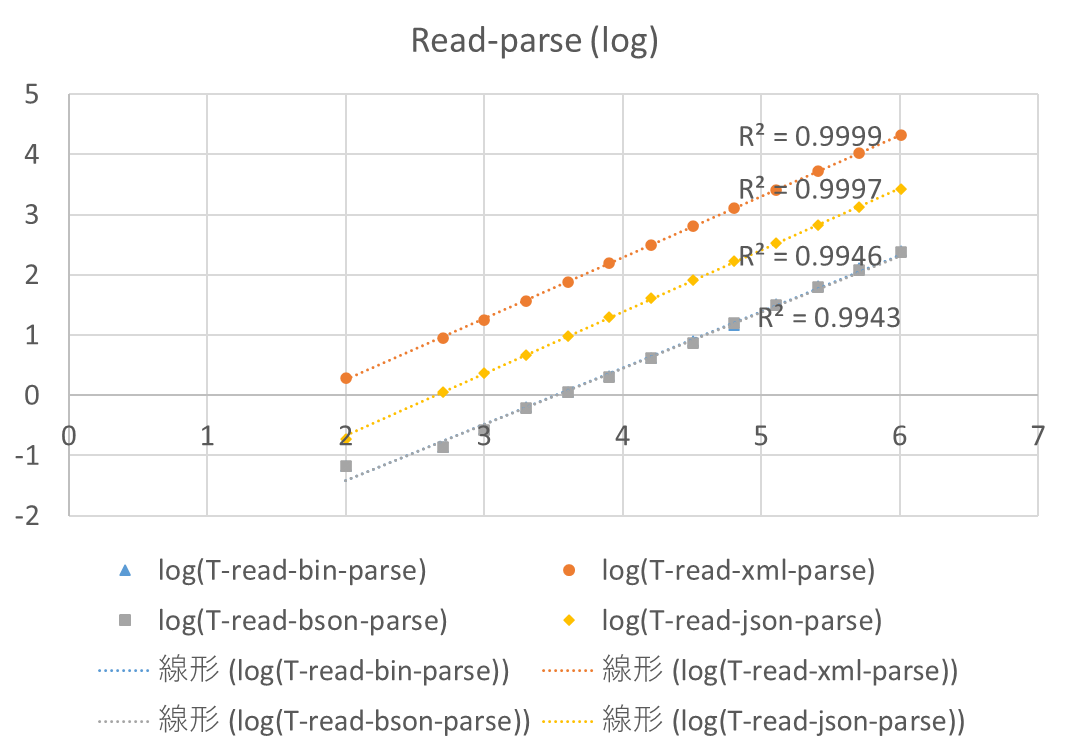 Read-parse (log)
5
R² = 0.9999
4
R² = 0.9997
3
R² = 0.9946
2
R² = 0.9943
1
0
0 1 2 3 4 5 6 7
-1
-2
log(T-read-bin-parse) log(T-read-xml-parse)
log(T-read-bson-parse) log(T-read-json-parse)
線形 (log(T-read-bin-parse)) 線形 (log(T-read-xml-parse))
線形 (log(T-read-bson-parse)) 線形 (log(T-read-json-parse))